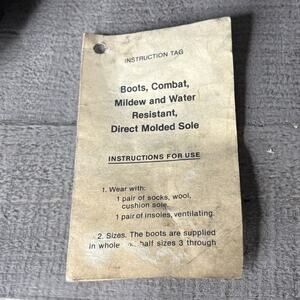 INSTRUCTION TAG
Boots, Combat,
Mildew and Water
Resistant,
Direct Molded Sole
INSTRUCTIONS FOR USE
1. Wear with:
1 pair of socks, wool,
cushion sole.
1 pair of insoles, ventilating.
2. Sizes. The boots are supplied
in whole half sizes 3 through